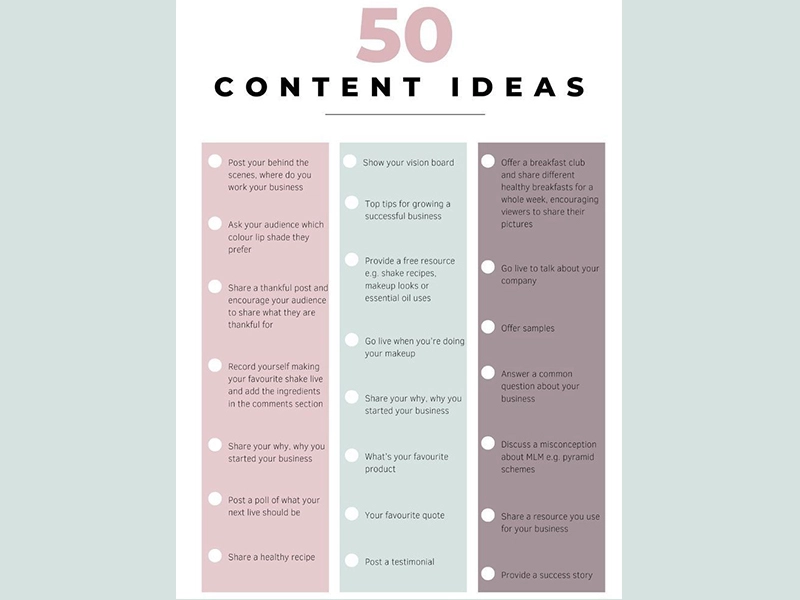 50
CONTENT IDEAS
Post your behind the
scenes, where do you
work your business
Ask your audience which
colour lip shade they
prefer
Share a thankful post and
encourage your audience
to share what they are
thankful for
Record yourself making
your favourite shake live
and add the ingredients
in the comments section
Share your why, why you
started your business
Post a poll of what your
next live should be
Share a healthy recipe
Show your vision board
Top tips for growing a
successful business
Provide a free resource
e.g. shake recipes,
makeup looks or
essential oil uses
Go live when you're doing
your makeup
Share your why, why you
started your business
What's your favourite
product
Your favourite quote
Post a testimonial
Offer a breakfast club
and share different
healthy breakfasts for a
whole week, encouraging
viewers to share their
pictures
Go live to talk about your
company
Offer samples
Answer a common
question about your
business
Discuss a misconception
about MLM e.g. pyramid
schemes
Share a resource you use
for your business
Provide a success story